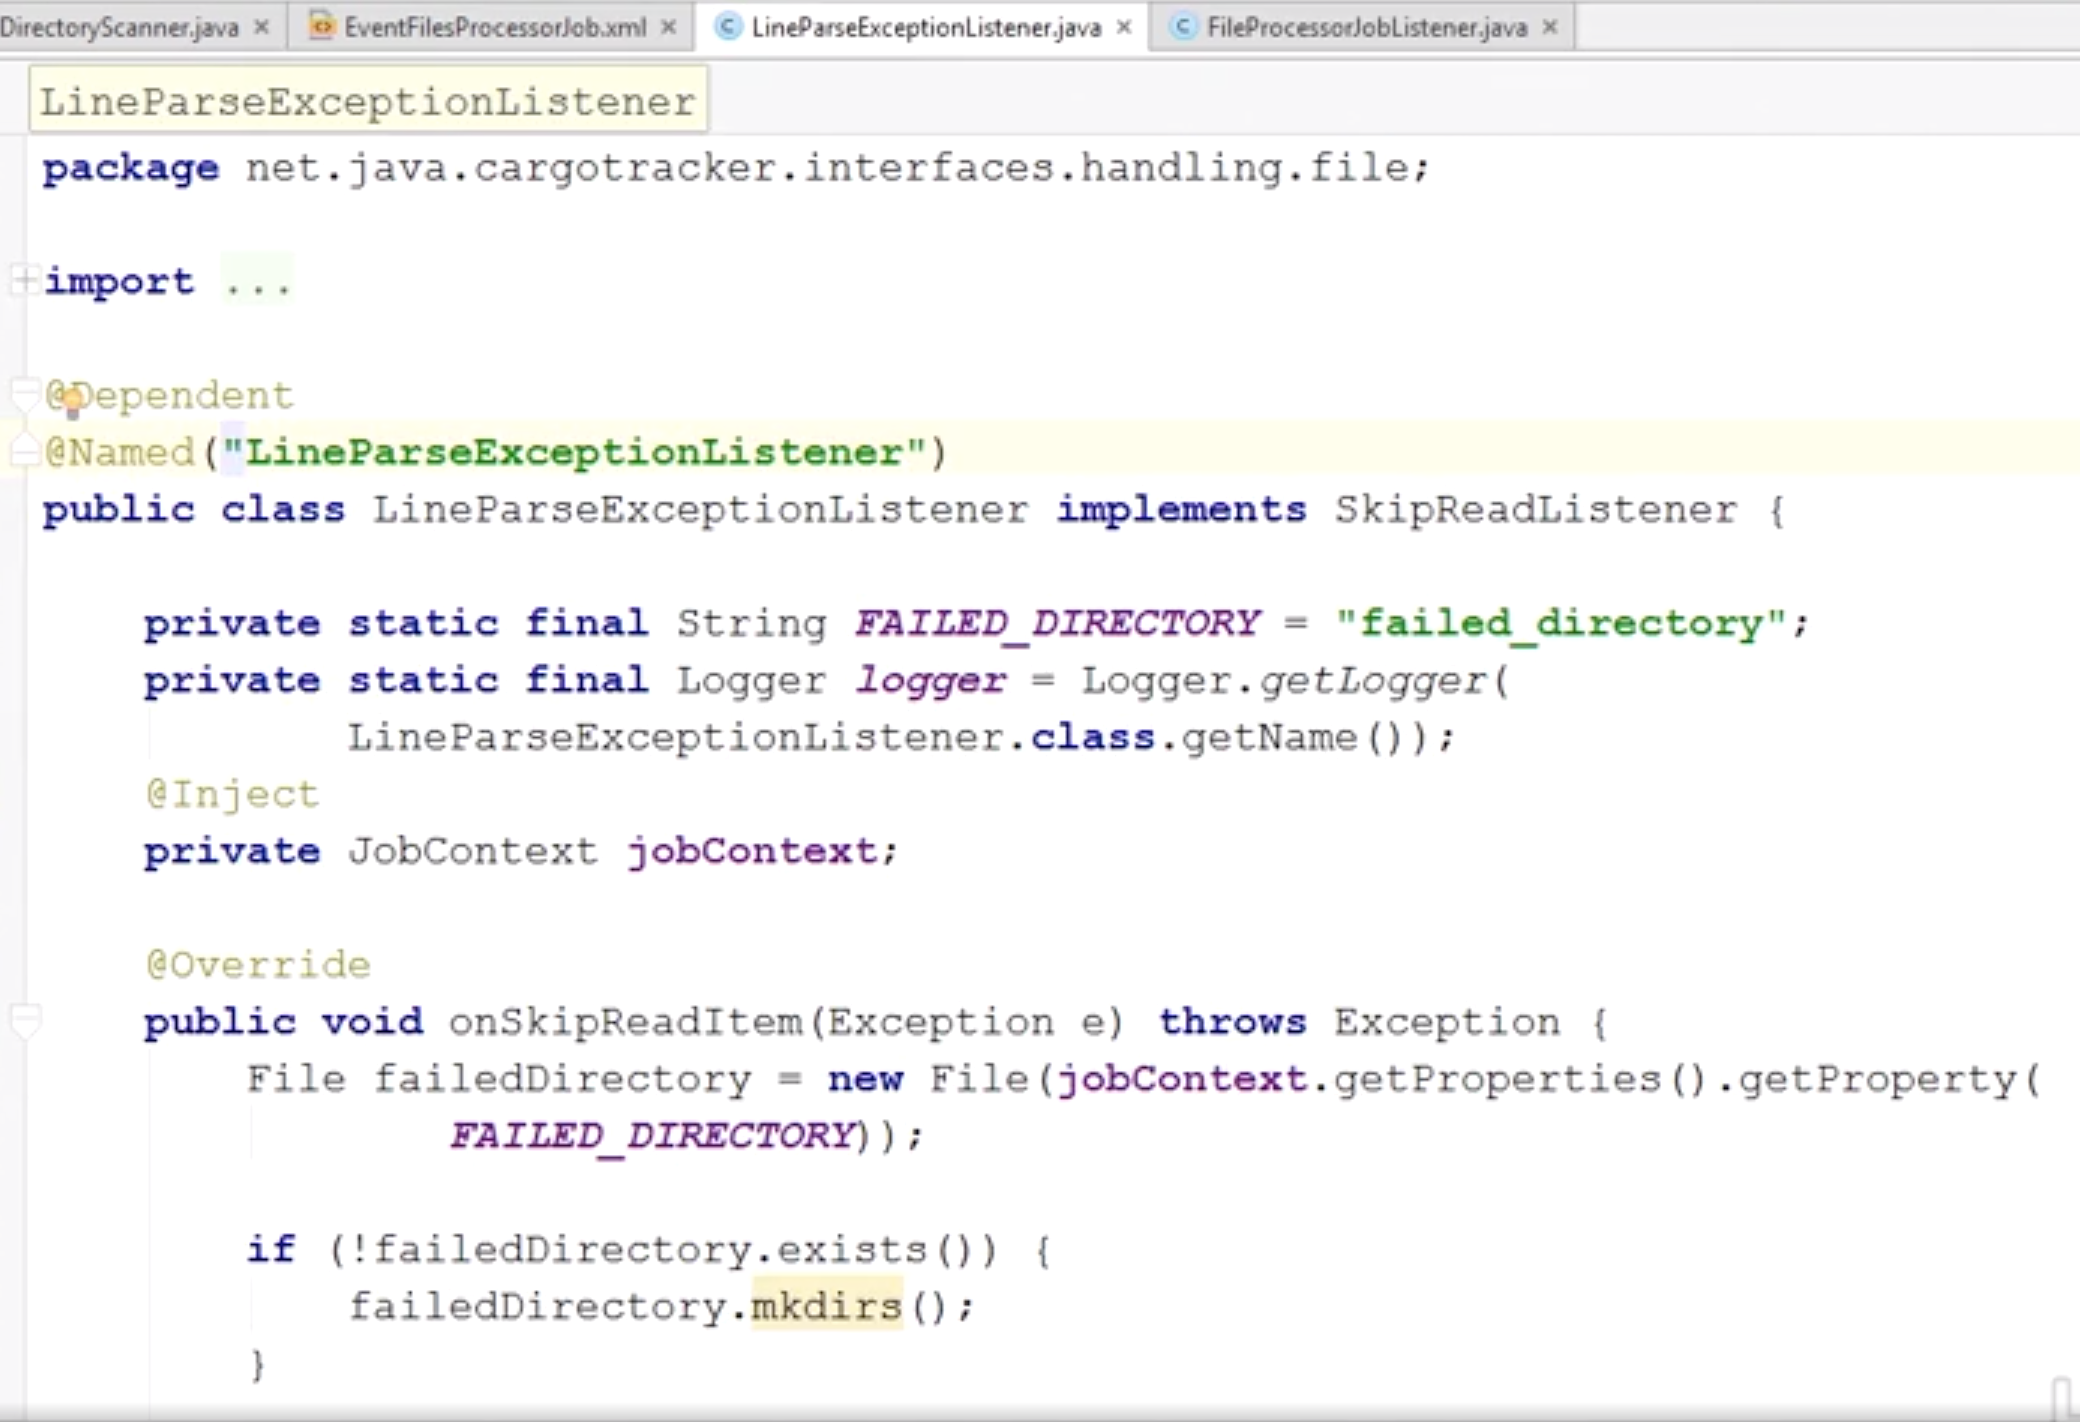 DirectoryScanner.java × EventFilesProcessorJob.xml × LineParseExceptionListener.java × FileProcessorJobListener.java ×
LineParseExceptionListener
package net.java.cargotracker.interfaces.handling.file;
import ...
@Dependent
@Named("LineParseExceptionListener")
public class LineParseExceptionListener implements SkipReadListener {
private static final String FAILED_DIRECTORY = "failed_directory";
private static final Logger logger = Logger.getLogger(
LineParseExceptionListener.class.getName());
@Inject
private JobContext jobContext;
@Override
public void onSkipReadItem(Exception e) throws Exception {
File failedDirectory = new File(jobContext.getProperties().getProperty(
FAILED_DIRECTORY));
if (!failedDirectory.exists()) {
failedDirectory.mkdirs();
}